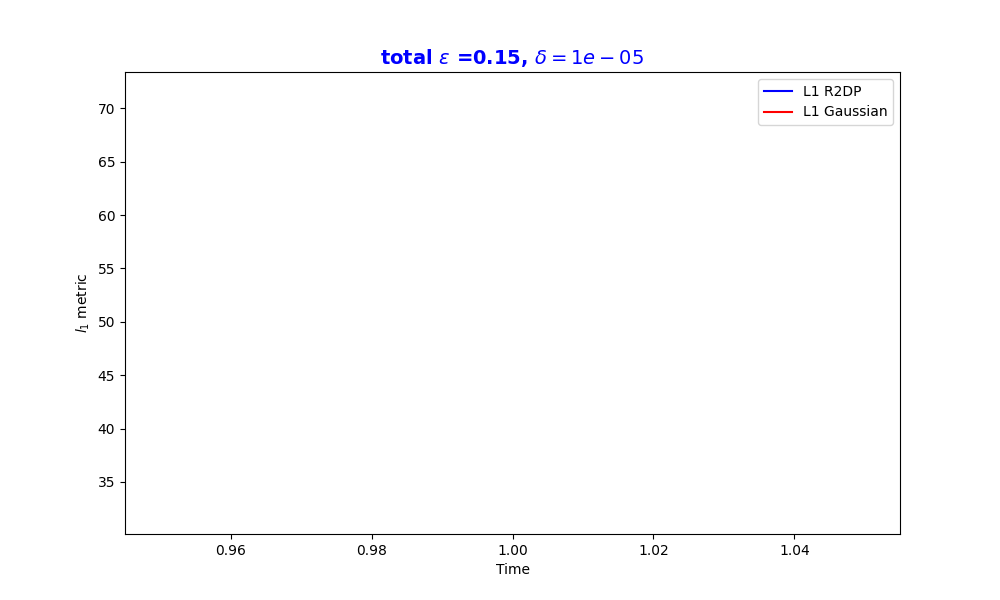 total ε =0.15, δ = 1e − 05
L1 R2DP
L1 Gaussian
70
65
60
55
50
45
40
35
l₁ metric
0.96 0.98 1.00 1.02 1.04
Time